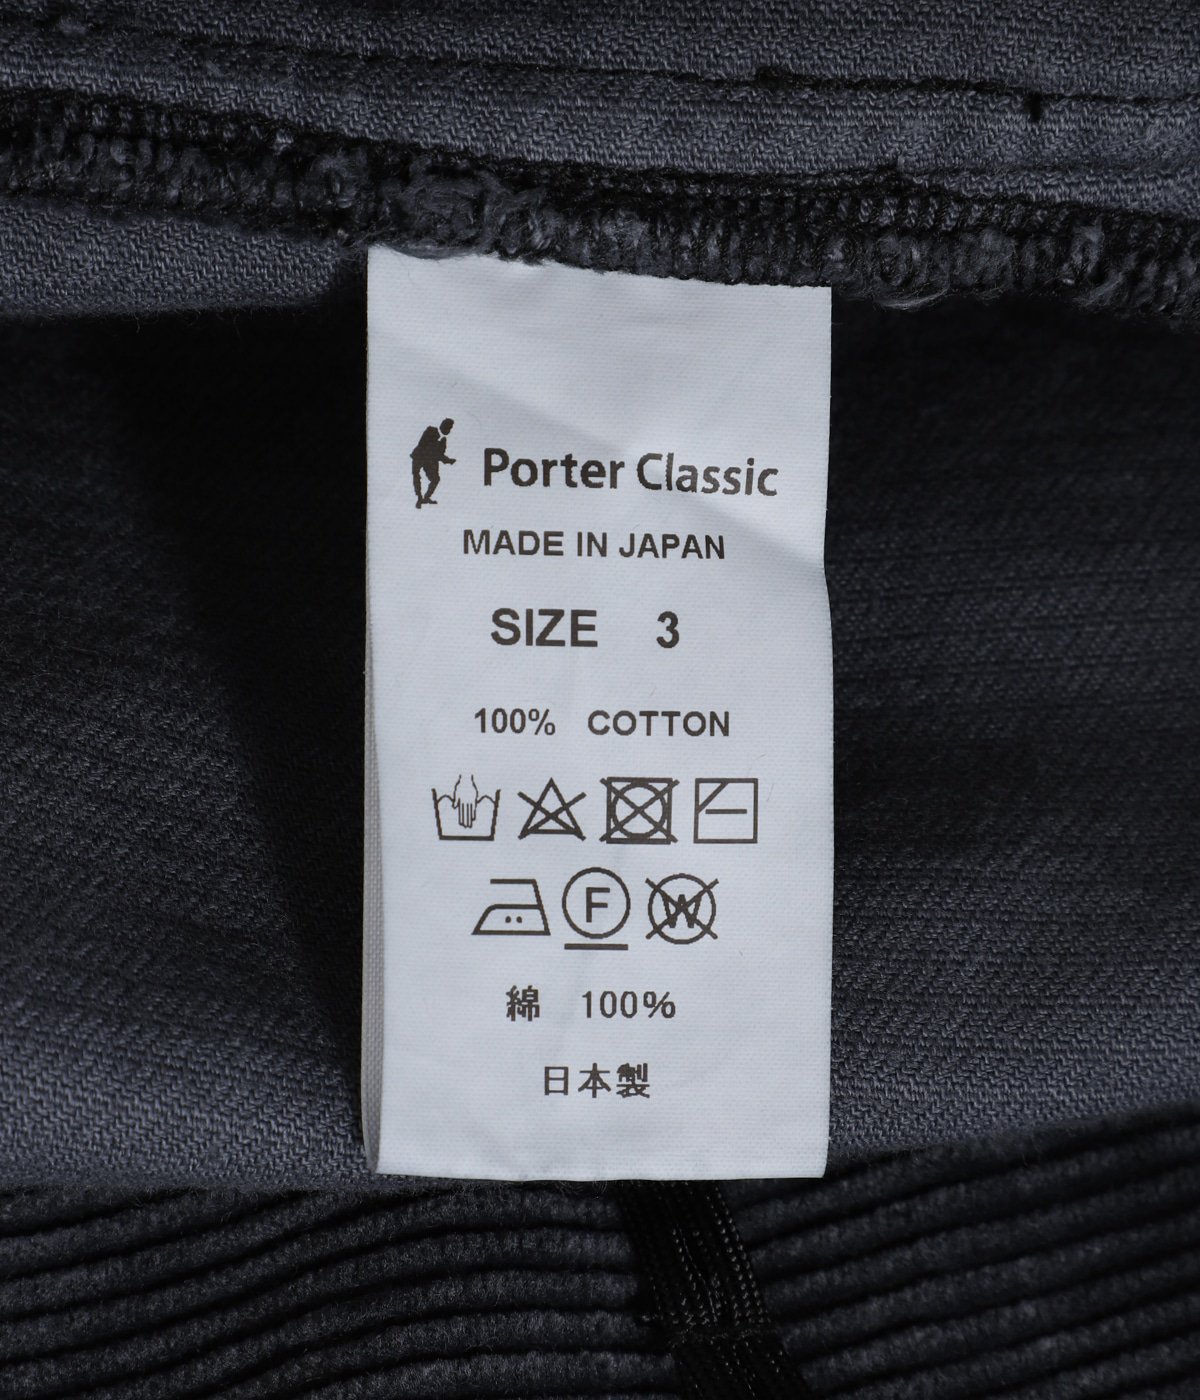 Porter Classic
MADE IN JAPAN
SIZE 3
100% COTTON
F W
綿 100%
日本製